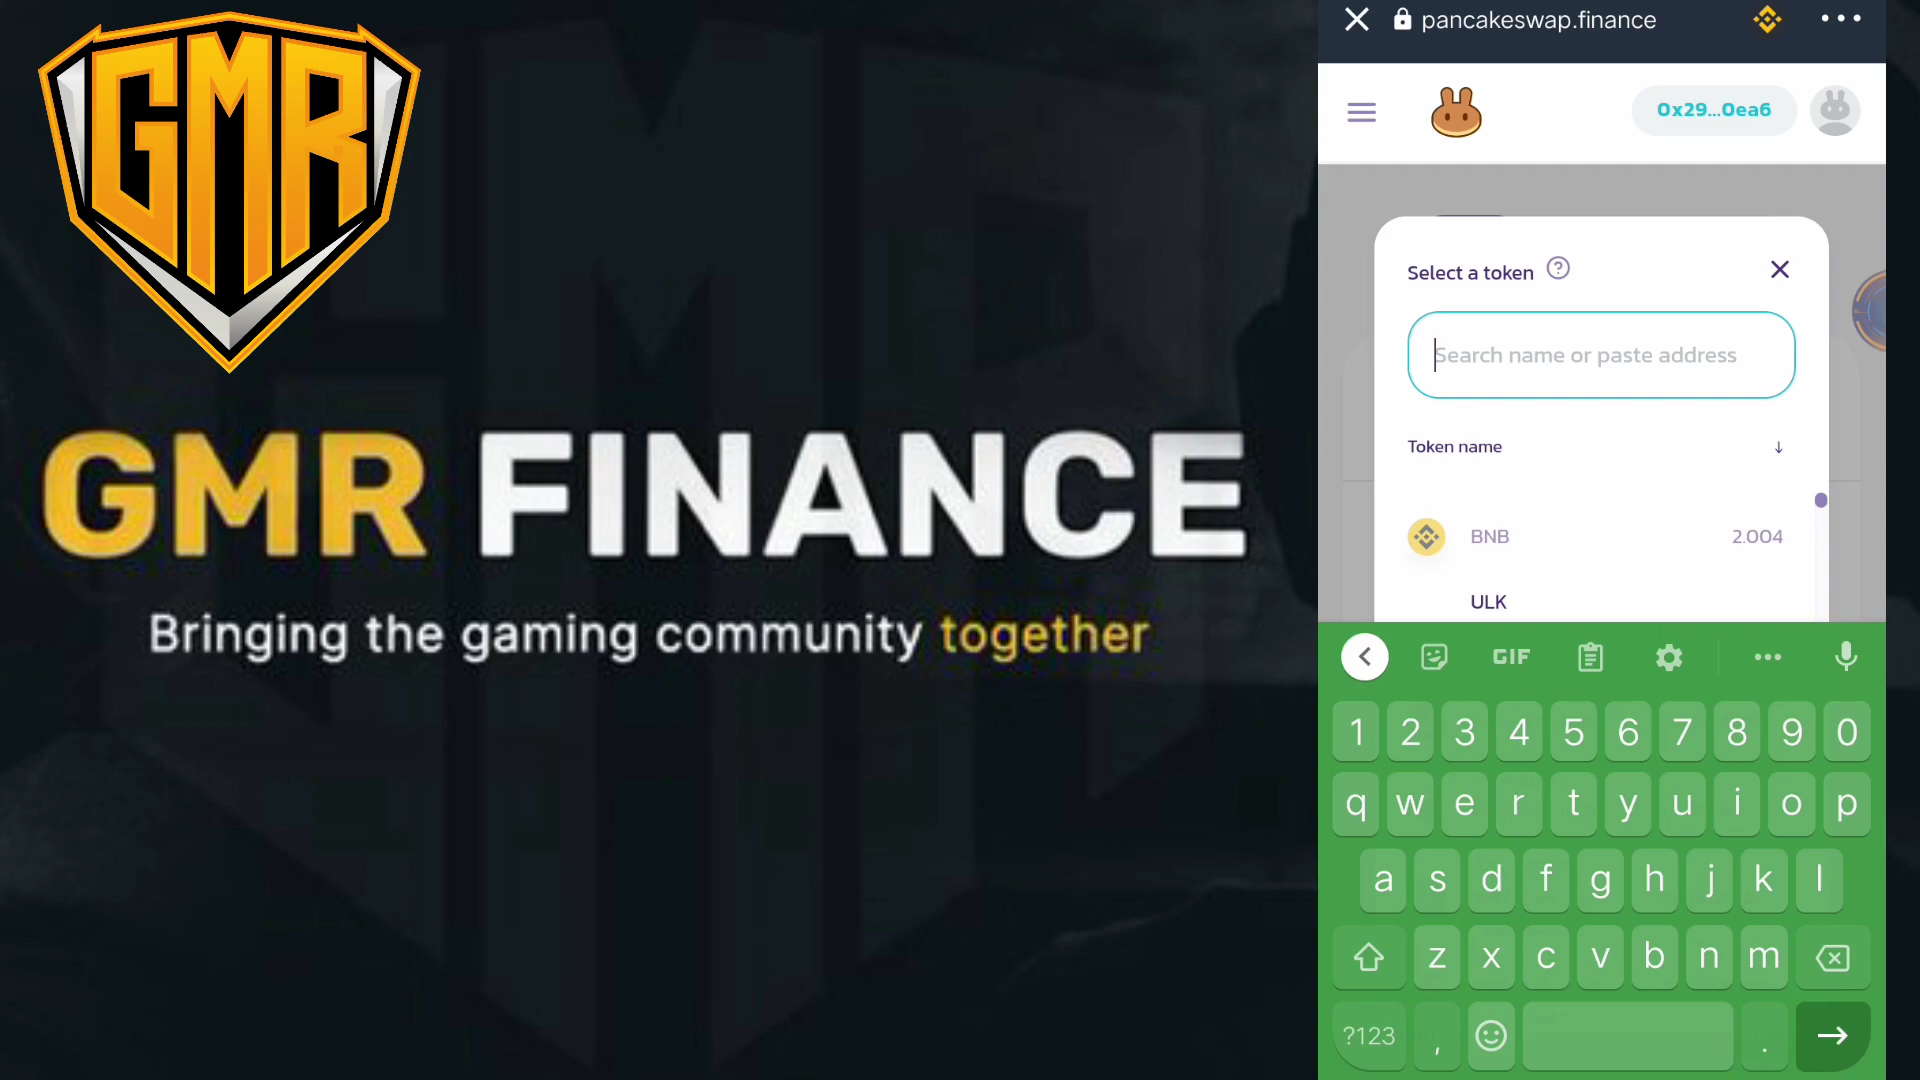 GMR
GMR FINANCE
Bringing the gaming community together
pancakeswap.finance
0x29...0ea6
Select a token
Search name or paste address
Token name
BNB 2.004
ULK
GIF
1 2 3 4 5 6 7 8 9 0
q w e r t y u i o p
a s d f g h j k l
z x c v b n m
?123 , .